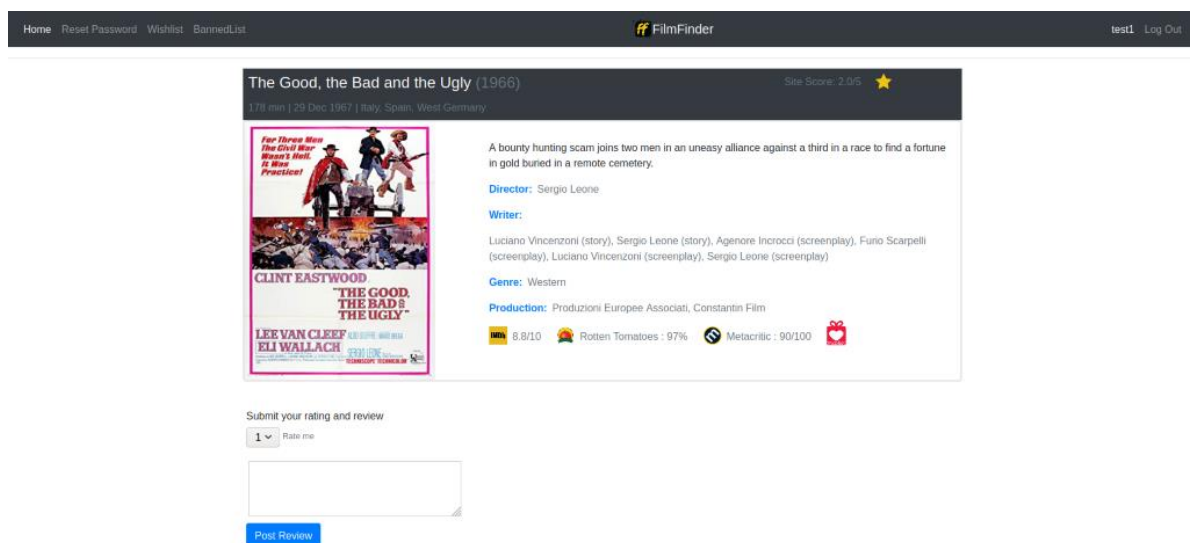 Home Reset Password Wishlist BannedList
ff FilmFinder
test1 Log Out
The Good, the Bad and the Ugly (1966)
Site Score: 2.0/5
178 min | 29 Dec 1967 | Italy, Spain, West Germany
For Three Men
The Civil War
Wasn't Hell.
It Was
Practice!
CLINT EASTWOOD
"THE GOOD,
THE BAD &
THE UGLY"
LEE VAN CLEEF
ELI WALLACH
SERGIO LEONE
TECHNISCOPE TECHNICOLOR
A bounty hunting scam joins two men in an uneasy alliance against a third in a race to find a fortune
in gold buried in a remote cemetery.
Director: Sergio Leone
Writer:
Luciano Vincenzoni (story), Sergio Leone (story), Agenore Incrocci (screenplay), Furio Scarpelli
(screenplay), Luciano Vincenzoni (screenplay), Sergio Leone (screenplay)
Genre: Western
Production: Produzioni Europee Associati, Constantin Film
IMDb 8.8/10 Rotten Tomatoes : 97% Metacritic : 90/100
Submit your rating and review
1 Rate me
Post Review